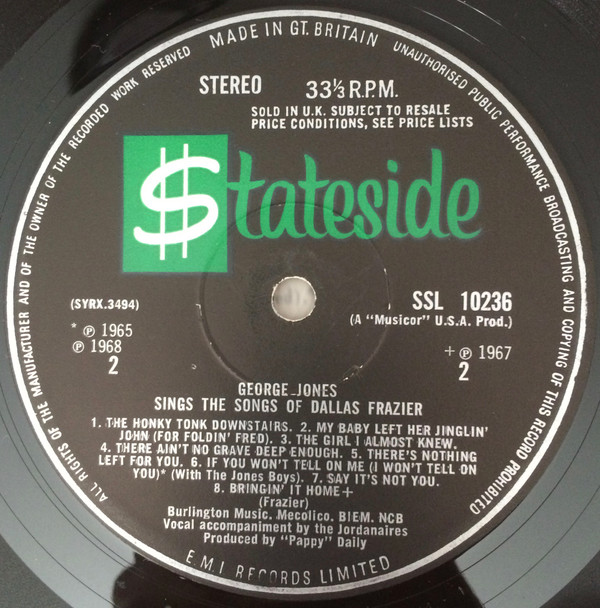 MADE IN GT. BRITAIN
UNAUTHORISED PUBLIC PERFORMANCE BROADCASTING AND COPYING OF THIS RECORD PROHIBITED
ALL RIGHTS OF THE MANUFACTURER AND OF THE OWNER OF THE RECORDED WORK RESERVED
STEREO 33⅓ R.P.M.
SOLD IN U.K. SUBJECT TO RESALE
PRICE CONDITIONS, SEE PRICE LISTS
$tateside
(SYRX.3494)
SSL 10236
(A "Musicor" U.S.A. Prod.)
* ℗ 1965
℗ 1968
2
+ ℗ 1967
2
GEORGE JONES
SINGS THE SONGS OF DALLAS FRAZIER
1. THE HONKY TONK DOWNSTAIRS. 2. MY BABY LEFT HER JINGLIN'
JOHN (FOR FOLDIN' FRED). 3. THE GIRL I ALMOST KNEW.
4. THERE AIN'T NO GRAVE DEEP ENOUGH. 5. THERE'S NOTHING
LEFT FOR YOU. 6. IF YOU WON'T TELL ON ME (I WON'T TELL ON
YOU)* (With The Jones Boys). 7. SAY IT'S NOT YOU.
8. BRINGIN' IT HOME+
(Frazier)
Burlington Music. Mecolico. BIEM. NCB
Vocal accompaniment by the Jordanaires
Produced by "Pappy" Daily
E.M.I RECORDS LIMITED